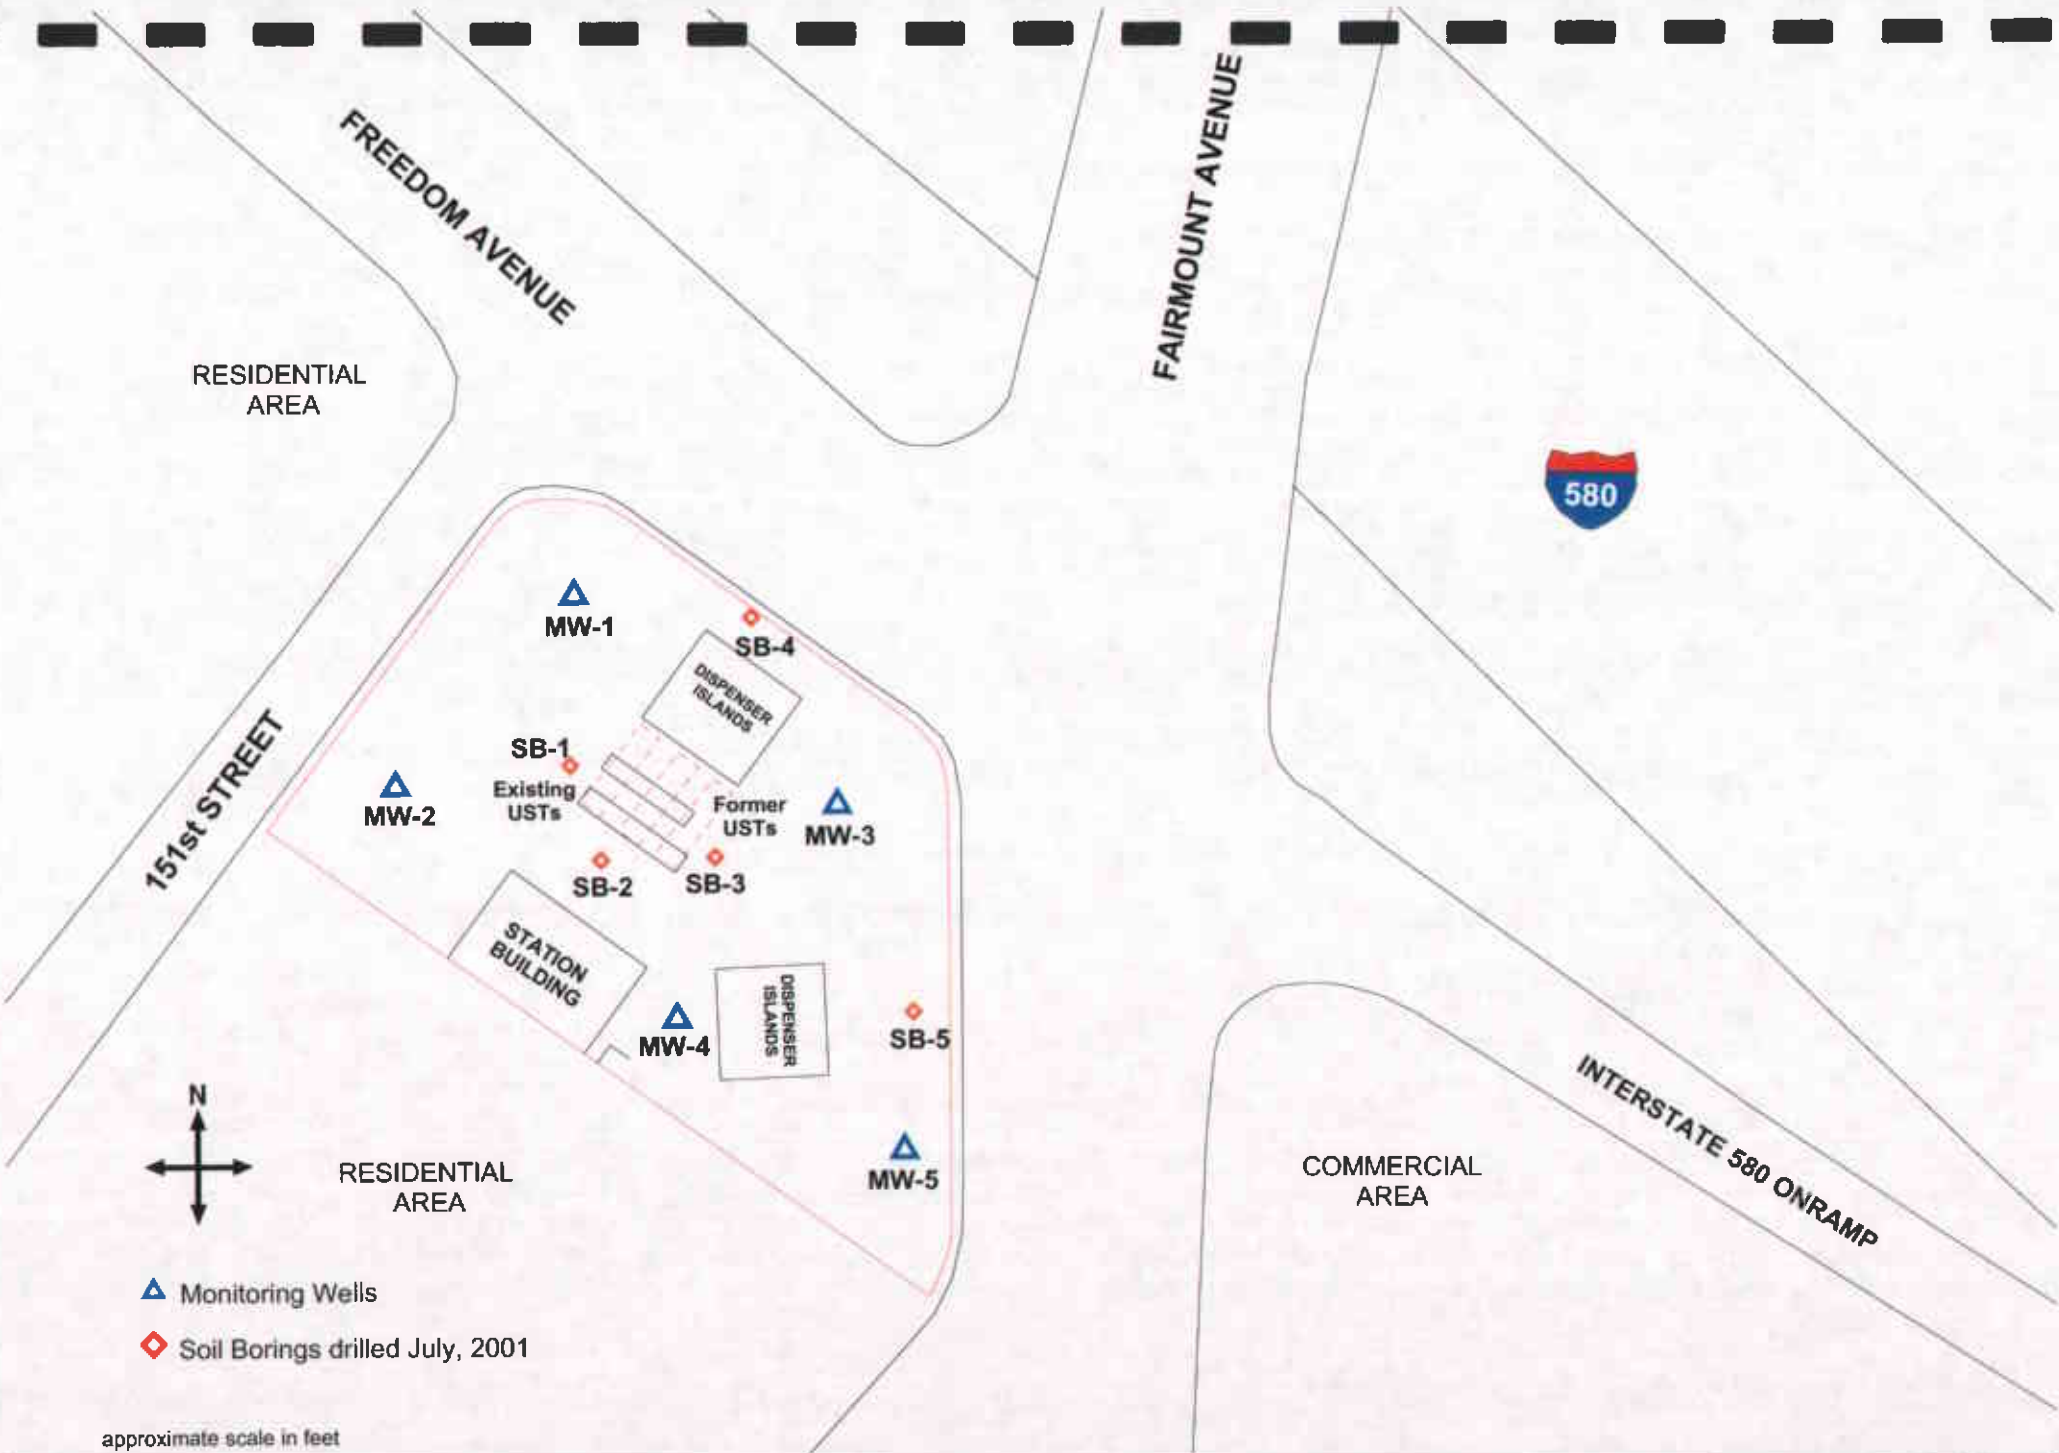 FREEDOM AVENUE
FAIRMOUNT AVENUE
RESIDENTIAL
AREA
580
MW-1
SB-4
DISPENSER
ISLANDS
151st STREET
SB-1
MW-2
Existing
USTs
Former
USTs
MW-3
SB-2
SB-3
STATION
BUILDING
MW-4
DISPENSER
ISLANDS
SB-5
INTERSTATE 580 ONRAMP
N
RESIDENTIAL
AREA
MW-5
COMMERCIAL
AREA
Monitoring Wells
Soil Borings drilled July, 2001
approximate scale in feet